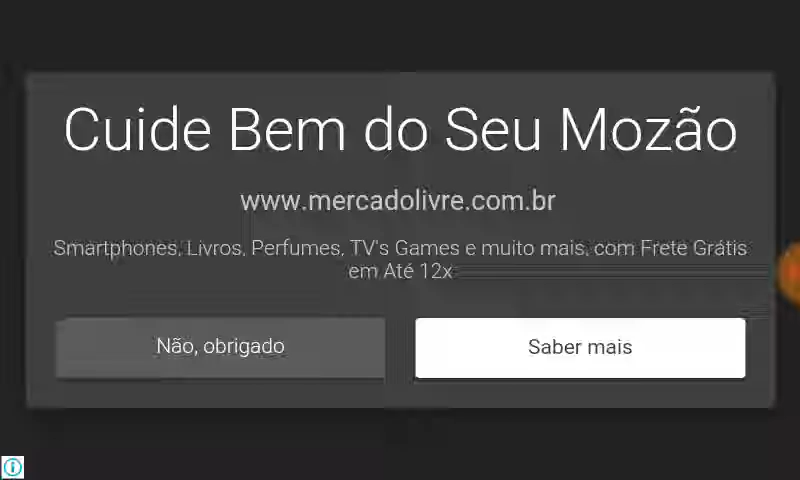 Cuide Bem do Seu Mozão
www.mercadolivre.com.br
Smartphones, Livros, Perfumes, TV's Games e muito mais, com Frete Grátis
em Até 12x
Não, obrigado
Saber mais